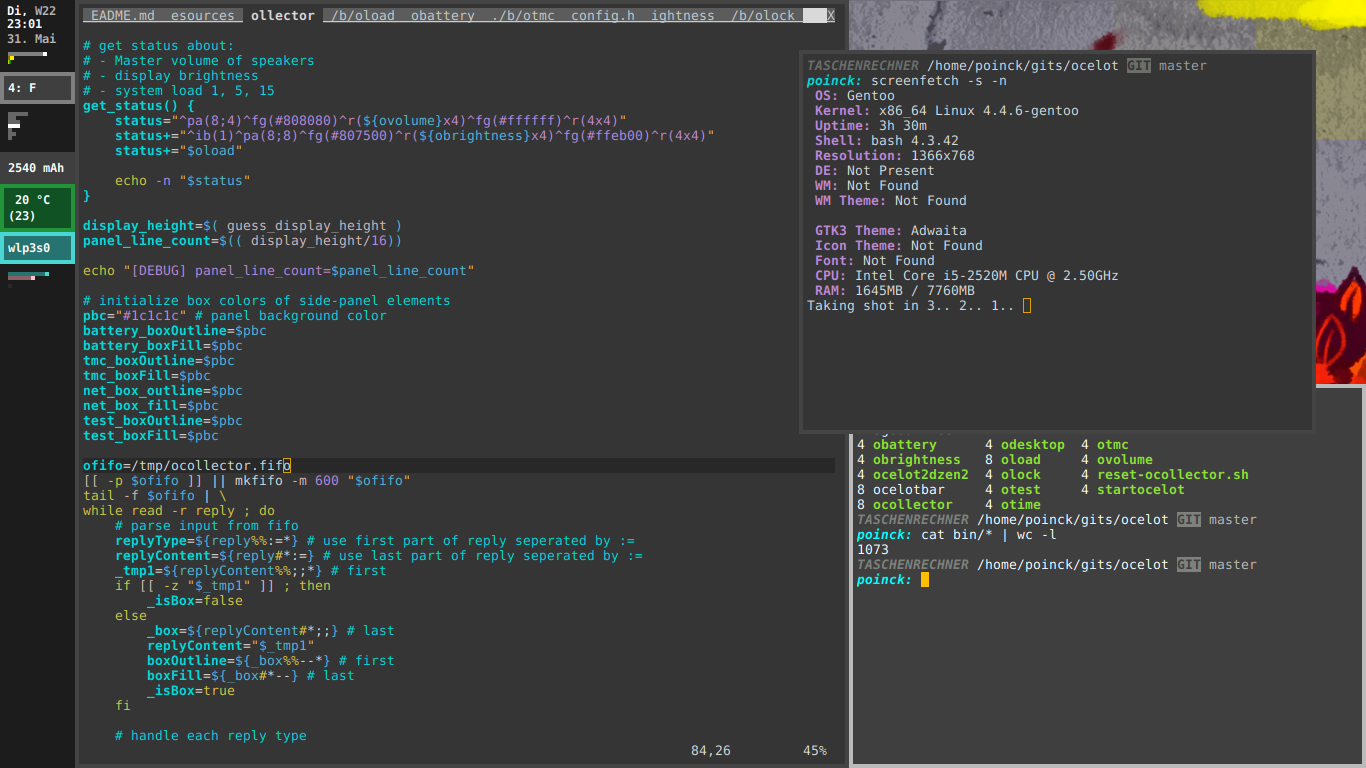 Di, W22
23:01
31. Mai
4: F
2540 mAh
20 °C
(23)
wlp3s0
EADME.md  esources  ollector  /b/oload  obattery  ./b/otmc  config.h  ightness  /b/olock  X
# get status about:
# - Master volume of speakers
# - display brightness
# - system load 1, 5, 15
get_status() {
    status="^pa(8;4)^fg(#808080)^r(${ovolume}x4)^fg(#ffffff)^r(4x4)"
    status+="^ib(1)^pa(8;8)^fg(#807500)^r(${obrightness}x4)^fg(#ffeb00)^r(4x4)"
    status+="$oload"
    echo -n "$status"
}
display_height=$( guess_display_height )
panel_line_count=$(( display_height/16))
echo "[DEBUG] panel_line_count=$panel_line_count"
# initialize box colors of side-panel elements
pbc="#1c1c1c" # panel background color
battery_boxOutline=$pbc
battery_boxFill=$pbc
tmc_boxOutline=$pbc
tmc_boxFill=$pbc
net_box_outline=$pbc
net_box_fill=$pbc
test_boxOutline=$pbc
test_boxFill=$pbc
ofifo=/tmp/ocollector.fifo
[[ -p $ofifo ]] || mkfifo -m 600 "$ofifo"
tail -f $ofifo | \
while read -r reply ; do
    # parse input from fifo
    replyType=${reply%%:=*} # use first part of reply seperated by :=
    replyContent=${reply#*:=} # use last part of reply seperated by :=
    _tmp1=${replyContent%%;;*} # first
    if [[ -z "$_tmp1" ]] ; then
        _isBox=false
    else
        _box=${replyContent#*;;} # last
        replyContent="$_tmp1"
        boxOutline=${_box%%--*} # first
        boxFill=${_box#*--} # last
        _isBox=true
    fi
    # handle each reply type
84,26         45%
TASCHENRECHNER /home/poinck/gits/ocelot GIT master
poinck: screenfetch -s -n
OS: Gentoo
Kernel: x86_64 Linux 4.4.6-gentoo
Uptime: 3h 30m
Shell: bash 4.3.42
Resolution: 1366x768
DE: Not Present
WM: Not Found
WM Theme: Not Found
GTK3 Theme: Adwaita
Icon Theme: Not Found
Font: Not Found
CPU: Intel Core i5-2520M CPU @ 2.50GHz
RAM: 1645MB / 7760MB
Taking shot in 3.. 2.. 1..
4 obattery      4 odesktop  4 otmc
4 obrightness   8 oload     4 ovolume
4 ocelot2dzen2  4 olock     4 reset-ocollector.sh
8 ocelotbar     4 otest     4 startocelot
8 ocollector    4 otime
TASCHENRECHNER /home/poinck/gits/ocelot GIT master
poinck: cat bin/* | wc -l
1073
TASCHENRECHNER /home/poinck/gits/ocelot GIT master
poinck: